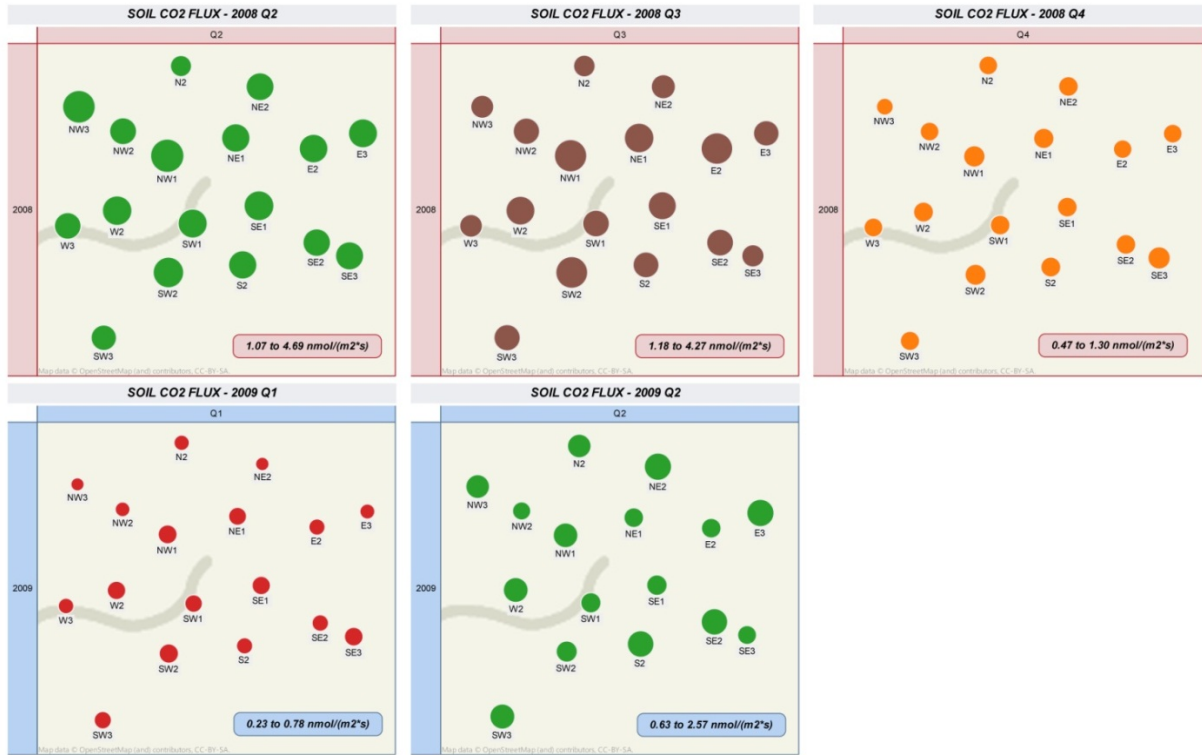 SOIL CO2 FLUX - 2008 Q2
Q2
2008
N2
NE2
NW3
NW2
NE1
E3
E2
NW1
W2
SE1
W3
SW1
SE2
SE3
SW2
S2
SW3
1.07 to 4.69 nmol/(m2*s)
Map data © OpenStreetMap (and) contributors, CC-BY-SA.
SOIL CO2 FLUX - 2008 Q3
Q3
2008
N2
NE2
NW3
NW2
NE1
E3
E2
NW1
W2
SE1
W3
SW1
SE2
SE3
SW2
S2
SW3
1.18 to 4.27 nmol/(m2*s)
Map data © OpenStreetMap (and) contributors, CC-BY-SA.
SOIL CO2 FLUX - 2008 Q4
Q4
2008
N2
NE2
NW3
NW2
NE1
E3
E2
NW1
W2
SE1
W3
SW1
SE2
SE3
SW2
S2
SW3
0.47 to 1.30 nmol/(m2*s)
Map data © OpenStreetMap (and) contributors, CC-BY-SA.
SOIL CO2 FLUX - 2009 Q1
Q1
2009
N2
NE2
NW3
NW2
NE1
E3
E2
NW1
W2
SE1
W3
SW1
SE2
SE3
S2
SW2
SW3
0.23 to 0.78 nmol/(m2*s)
Map data © OpenStreetMap (and) contributors, CC-BY-SA.
SOIL CO2 FLUX - 2009 Q2
Q2
2009
N2
NE2
NW3
NW2
NE1
E3
E2
NW1
W2
SE1
SW1
SE2
SE3
S2
SW2
SW3
0.63 to 2.57 nmol/(m2*s)
Map data © OpenStreetMap (and) contributors, CC-BY-SA.